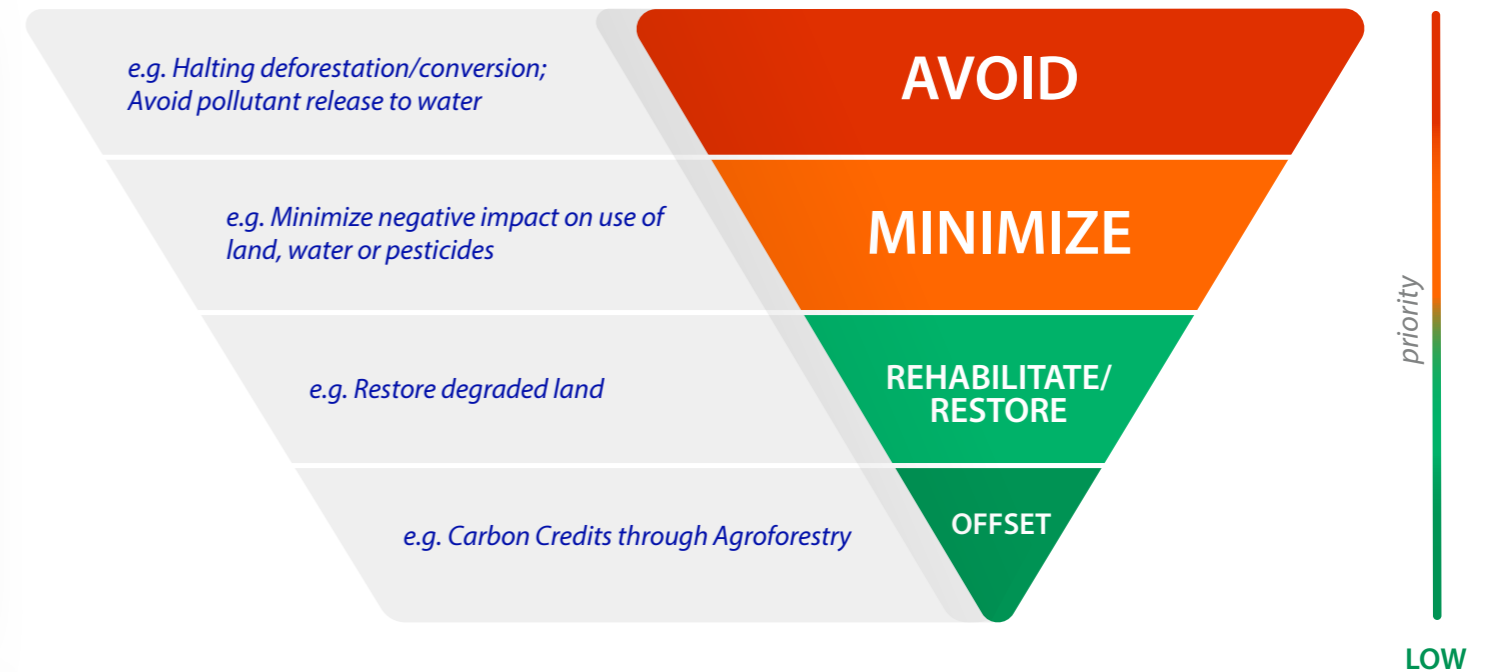 e.g. Halting deforestation/conversion;
Avoid pollutant release to water
AVOID
e.g. Minimize negative impact on use of
land, water or pesticides
MINIMIZE
priority
e.g. Restore degraded land
REHABILITATE/
RESTORE
e.g. Carbon Credits through Agroforestry
OFFSET
LOW